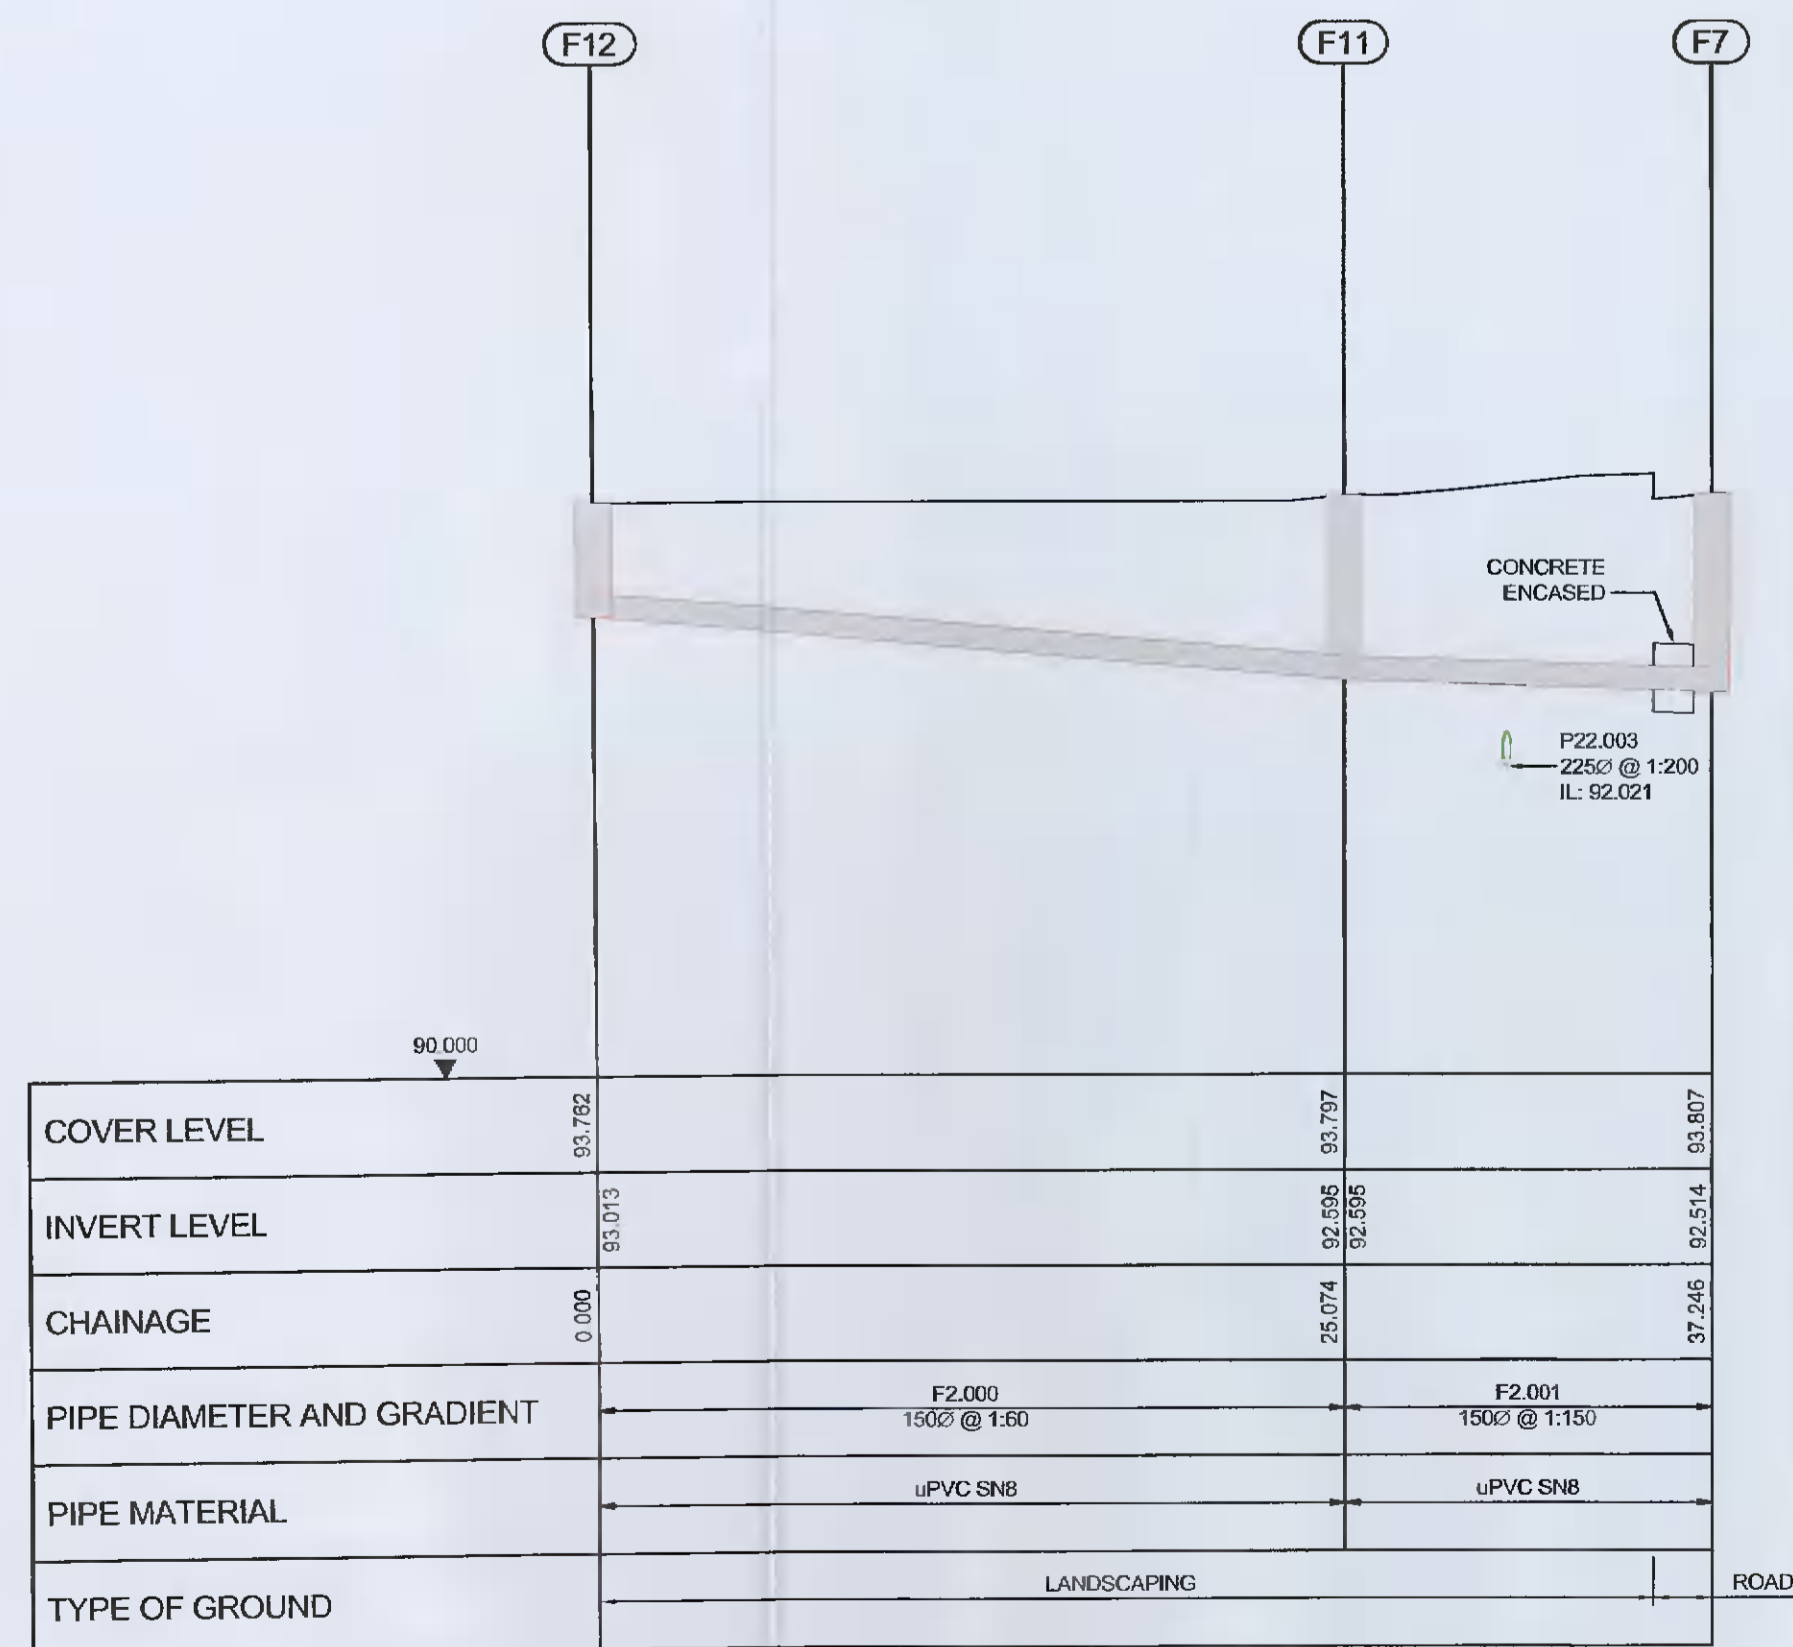 F12
F11
F7
CONCRETE
ENCASED
P22.003
225Ø @ 1:200
IL: 92.021
90.000
COVER LEVEL
93.762
93.797
93.807
INVERT LEVEL
93.013
92.595
92.595
92.514
CHAINAGE
0.000
25.074
37.246
PIPE DIAMETER AND GRADIENT
F2.000
150Ø @ 1:60
F2.001
150Ø @ 1:150
PIPE MATERIAL
uPVC SN8
uPVC SN8
TYPE OF GROUND
LANDSCAPING
ROAD